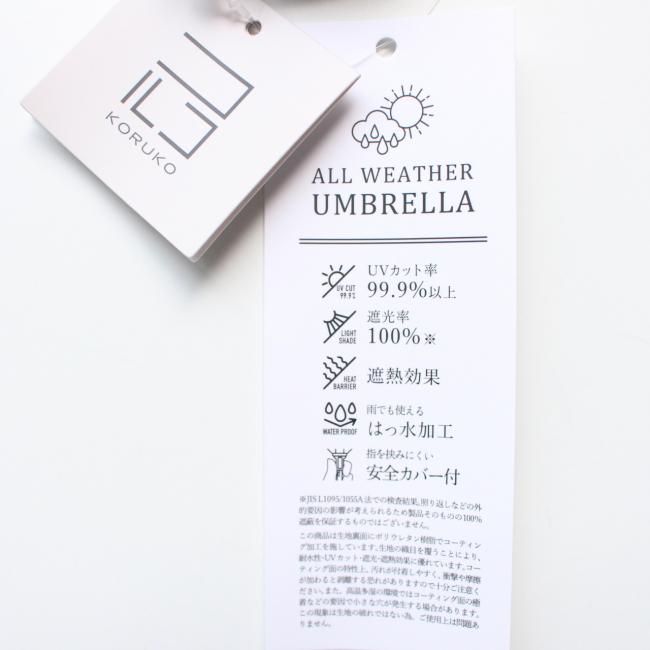 KORUKO
ALL WEATHER
UMBRELLA
UV CUT
99.9%
UVカット率
99.9%以上
LIGHT
SHADE
遮光率
100%※
HEAT
BARRIER
遮熱効果
WATER PROOF
雨でも使える
はっ水加工
指を挟みにくい
安全カバー付
※JIS L1095/1055A 法での検査結果。照り返しなどの外
的要因の影響が考えられるため製品そのものの100%
遮蔽を保証するものではございません。
この商品は生地裏面にポリウレタン樹脂でコーティン
グ加工を施しています。生地の織目を覆うことにより、
耐水性・UVカット・遮光・遮熱効果に優れています。コー
ティング面の特性上、汚れが付着しやすく、衝撃や摩擦
が加わると剥離する恐れがありますので十分ご注意く
ださい。また、高温多湿の環境ではコーティング面の癒
着などの要因で小さな穴が発生する場合があります。
この現象は生地の破れではない為、ご使用上は問題あ
りません。